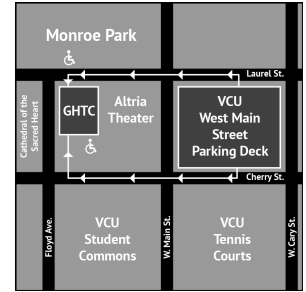 Monroe Park
Laurel St.
Cathedral of the
Sacred Heart
GHTC
Altria
Theater
VCU
West Main
Street
Parking Deck
Cherry St.
Floyd Ave.
VCU
Student
Commons
W. Main St.
VCU
Tennis
Courts
W. Cary St.